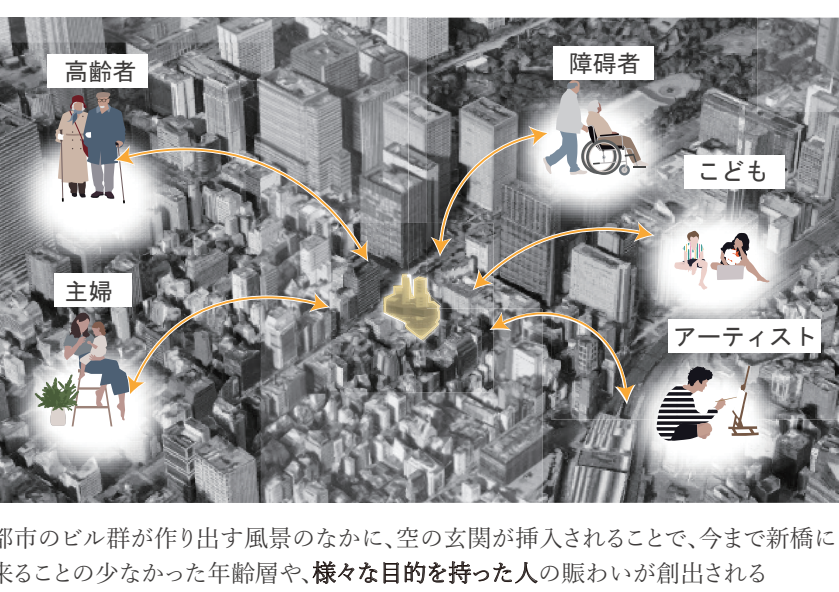 高齢者
障碍者
こども
主婦
アーティスト
都市のビル群が作り出す風景のなかに、空の玄関が挿入されることで、今まで新橋に
来ることの少なかった年齢層や、様々な目的を持った人の賑わいが創出される